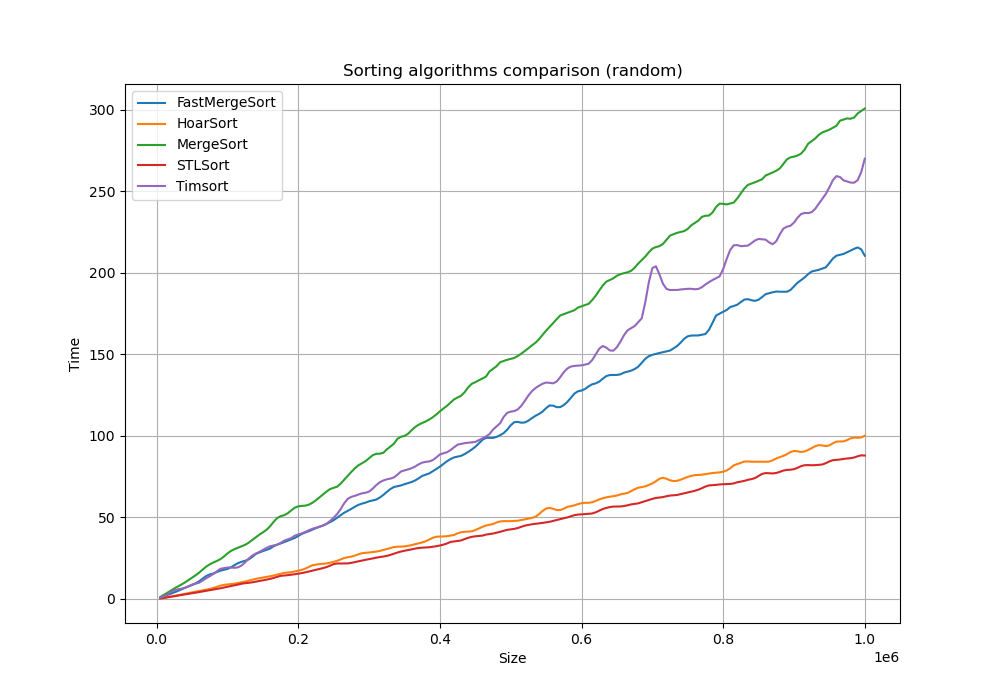 Sorting algorithms comparison (random)
FastMergeSort
HoarSort
MergeSort
STLSort
Timsort
300
250
200
150
100
50
0
Time
0.0 0.2 0.4 0.6 0.8 1.0
1e6
Size